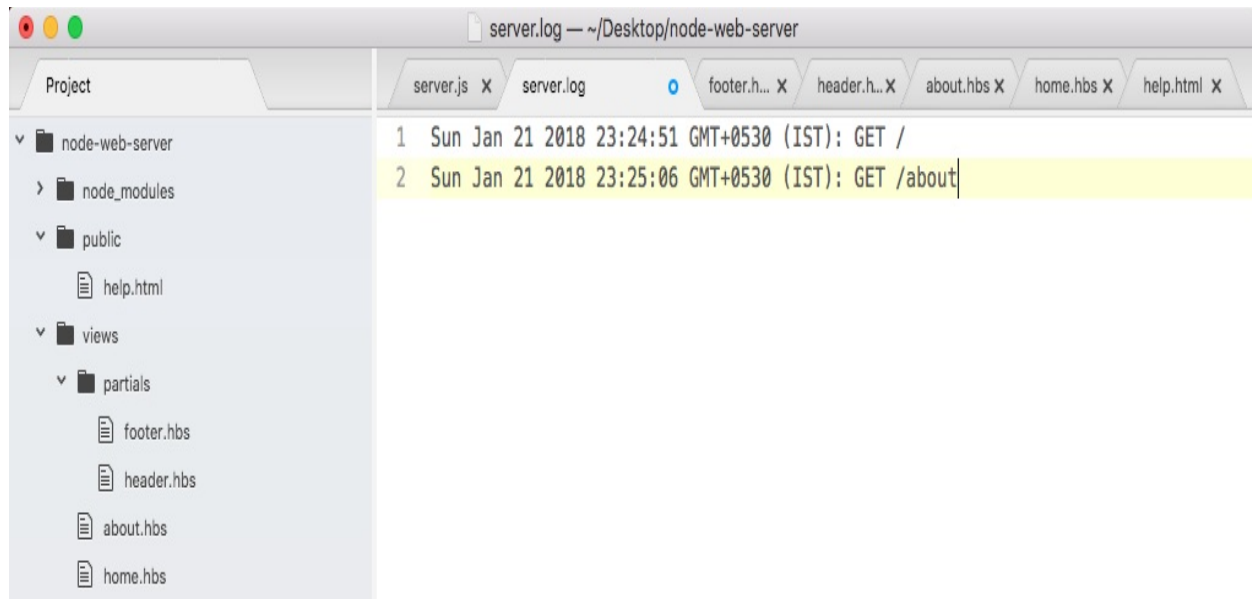 server.log — ~/Desktop/node-web-server
Project
server.js X
server.log
footer.h... X
header.h... X
about.hbs X
home.hbs X
help.html X
node-web-server
node_modules
public
help.html
views
partials
footer.hbs
header.hbs
about.hbs
home.hbs
1 Sun Jan 21 2018 23:24:51 GMT+0530 (IST): GET /
2 Sun Jan 21 2018 23:25:06 GMT+0530 (IST): GET /about